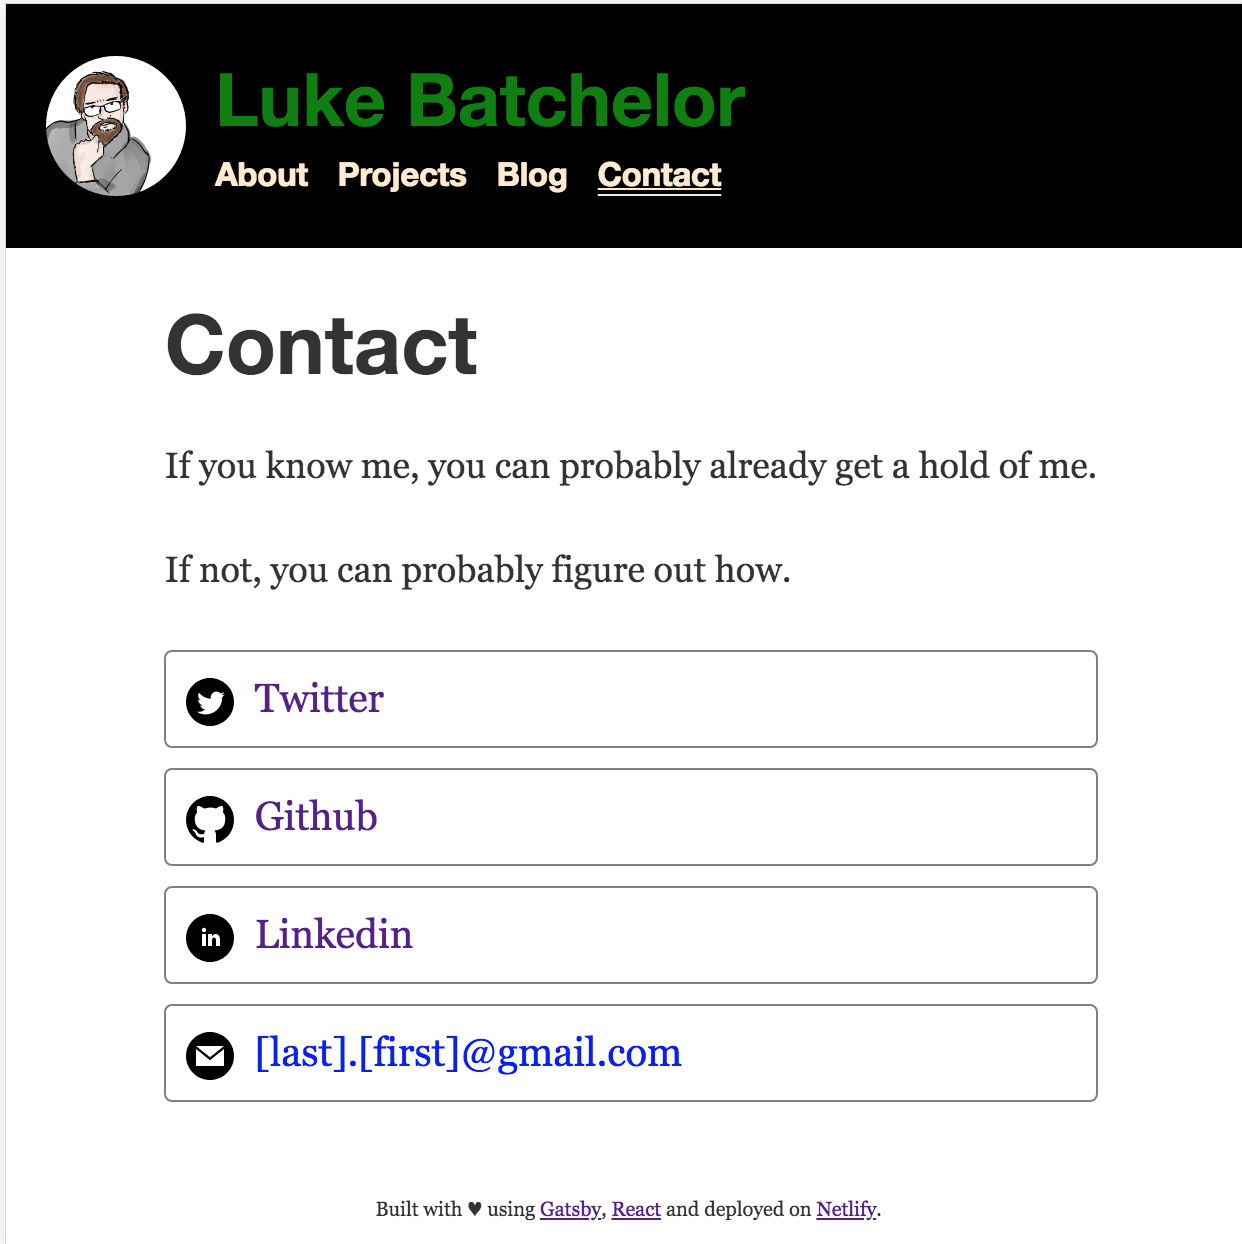 Luke Batchelor
About Projects Blog Contact
Contact
If you know me, you can probably already get a hold of me.
If not, you can probably figure out how.
Twitter
Github
in Linkedin
[last].[first]@gmail.com
Built with ♥ using Gatsby, React and deployed on Netlify.